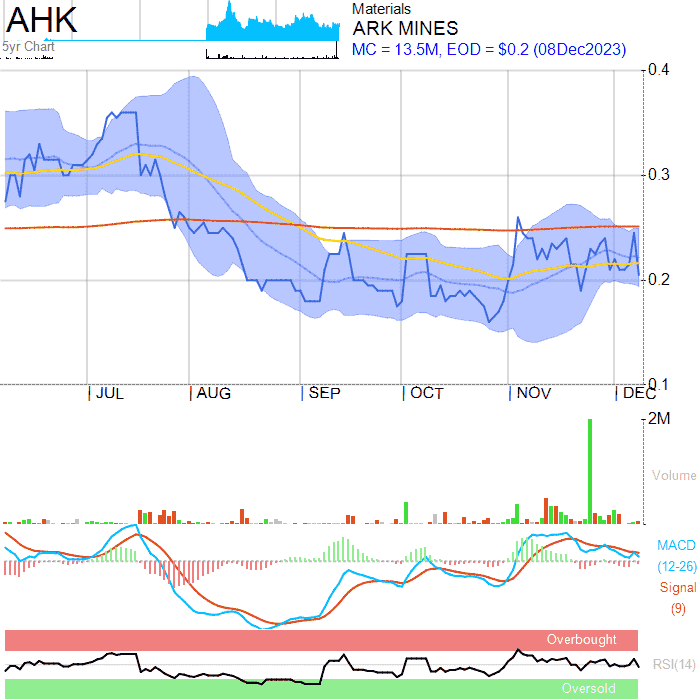 AHK
5yr Chart
Materials
ARK MINES
MC = 13.5M, EOD = $0.2 (08Dec2023)
0.4
0.3
0.2
0.1
JUL AUG SEP OCT NOV DEC
2M
Volume
MACD
(12-26)
Signal
(9)
Overbought
RSI(14)
Oversold